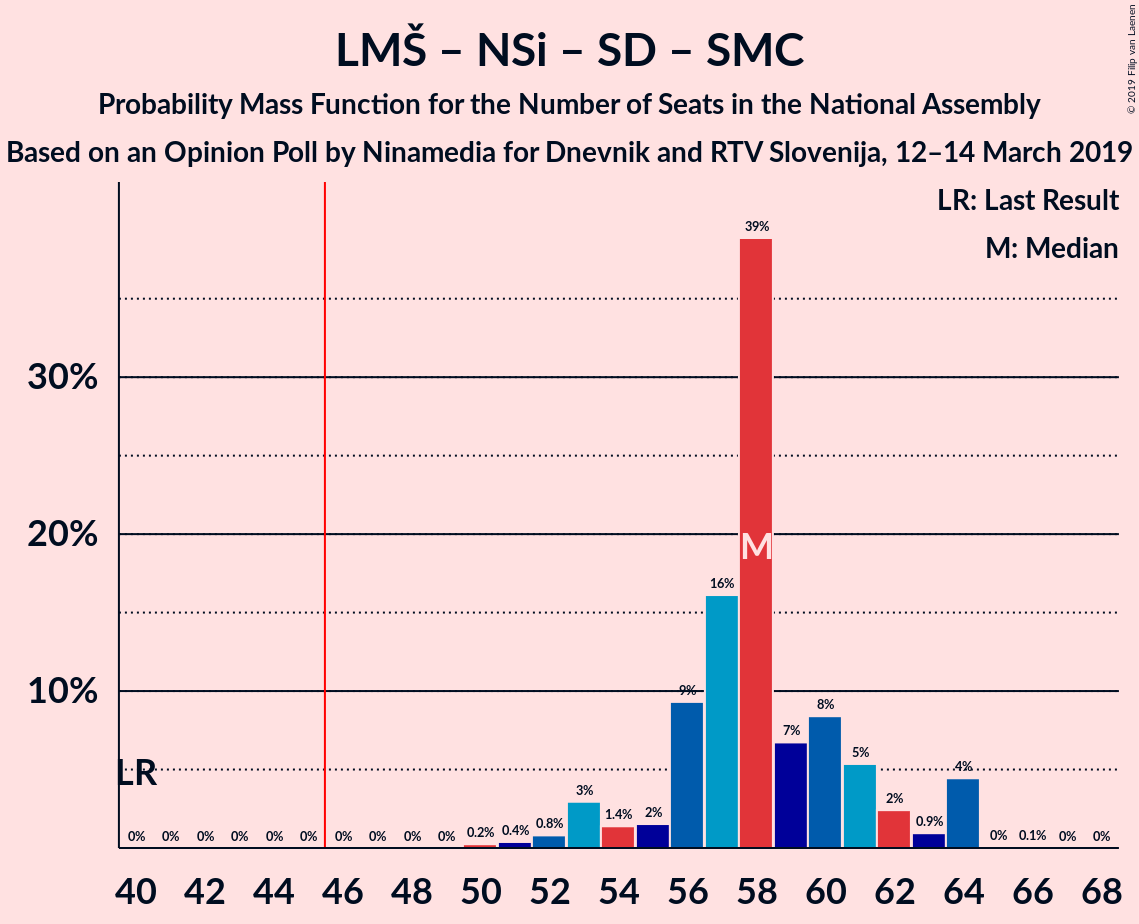 LMŠ – NSi – SD – SMC
Probability Mass Function for the Number of Seats in the National Assembly
Based on an Opinion Poll by Ninamedia for Dnevnik and RTV Slovenija, 12–14 March 2019
© 2019 Filip van Laenen
LR: Last Result
M: Median
30%
20%
10%
LR
M
0% 0% 0% 0% 0% 0% 0% 0% 0% 0% 0.2% 0.4% 0.8% 3% 1.4% 2% 9% 16% 39% 7% 8% 5% 2% 0.9% 4% 0% 0.1% 0% 0%
40 42 44 46 48 50 52 54 56 58 60 62 64 66 68